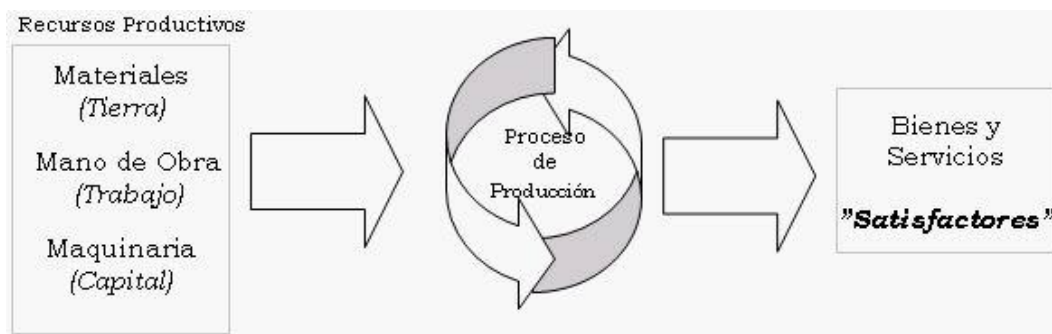 Recursos Productivos
Materiales
(Tierra)
Mano de Obra
(Trabajo)
Maquinaria
(Capital)
Proceso
de
Producción
Bienes y
Servicios
”Satisfactores”